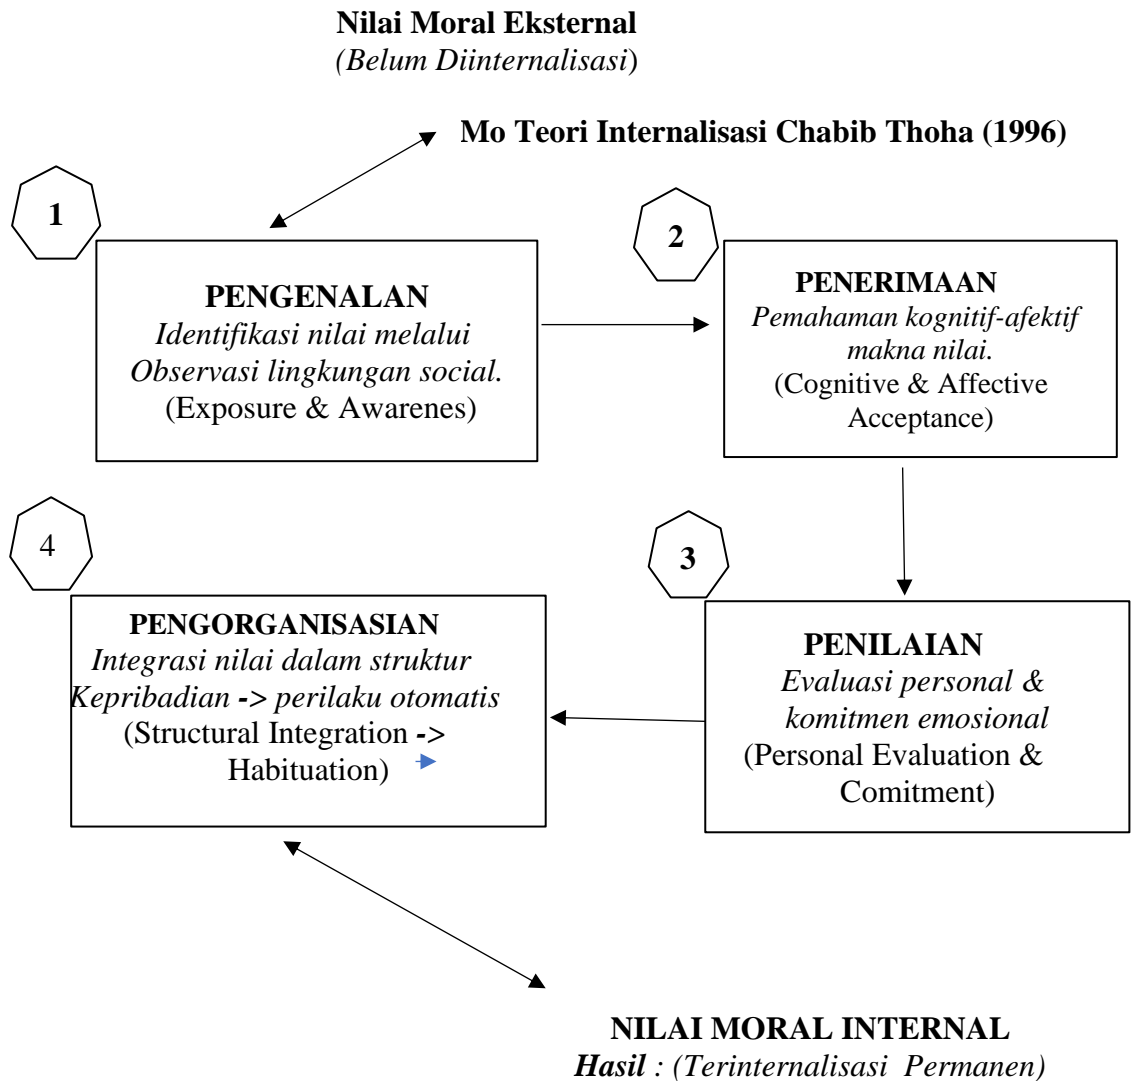 Nilai Moral Eksternal
(Belum Diinternalisasi)
Mo Teori Internalisasi Chabib Thoha (1996)
1
PENGENALAN
Identifikasi nilai melalui
Observasi lingkungan social.
(Exposure & Awarenes)
2
PENERIMAAN
Pemahaman kognitif-afektif
makna nilai.
(Cognitive & Affective
Acceptance)
3
PENILAIAN
Evaluasi personal &
komitmen emosional
(Personal Evaluation &
Comitment)
4
PENGORGANISASIAN
Integrasi nilai dalam struktur
Kepribadian -> perilaku otomatis
(Structural Integration ->
Habituation)
NILAI MORAL INTERNAL
Hasil : (Terinternalisasi Permanen)